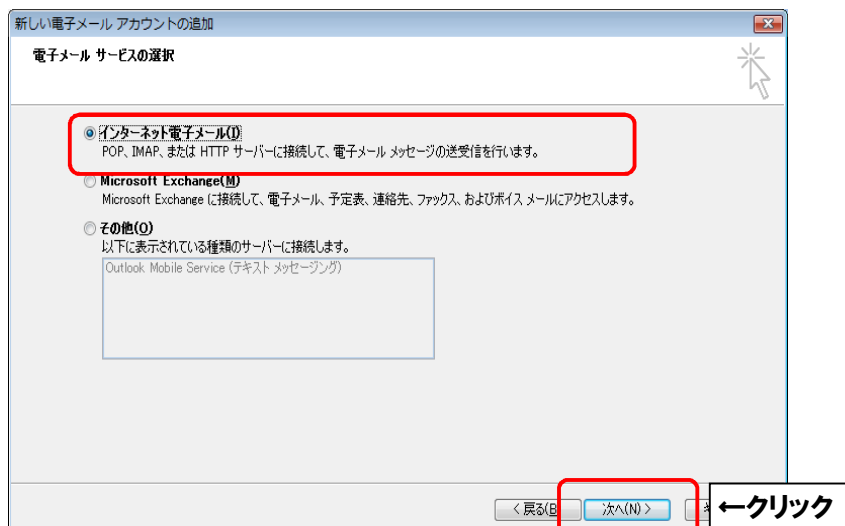 新しい電子メール アカウントの追加
電子メール サービスの選択
インターネット電子メール(I)
POP、IMAP、または HTTP サーバーに接続して、電子メール メッセージの送受信を行います。
Microsoft Exchange(M)
Microsoft Exchange に接続して、電子メール、予定表、連絡先、ファックス、およびボイス メールにアクセスします。
その他(O)
以下に表示されている種類のサーバーに接続します。
Outlook Mobile Service (テキスト メッセージング)
< 戻る(B 次へ(N) > ←クリック